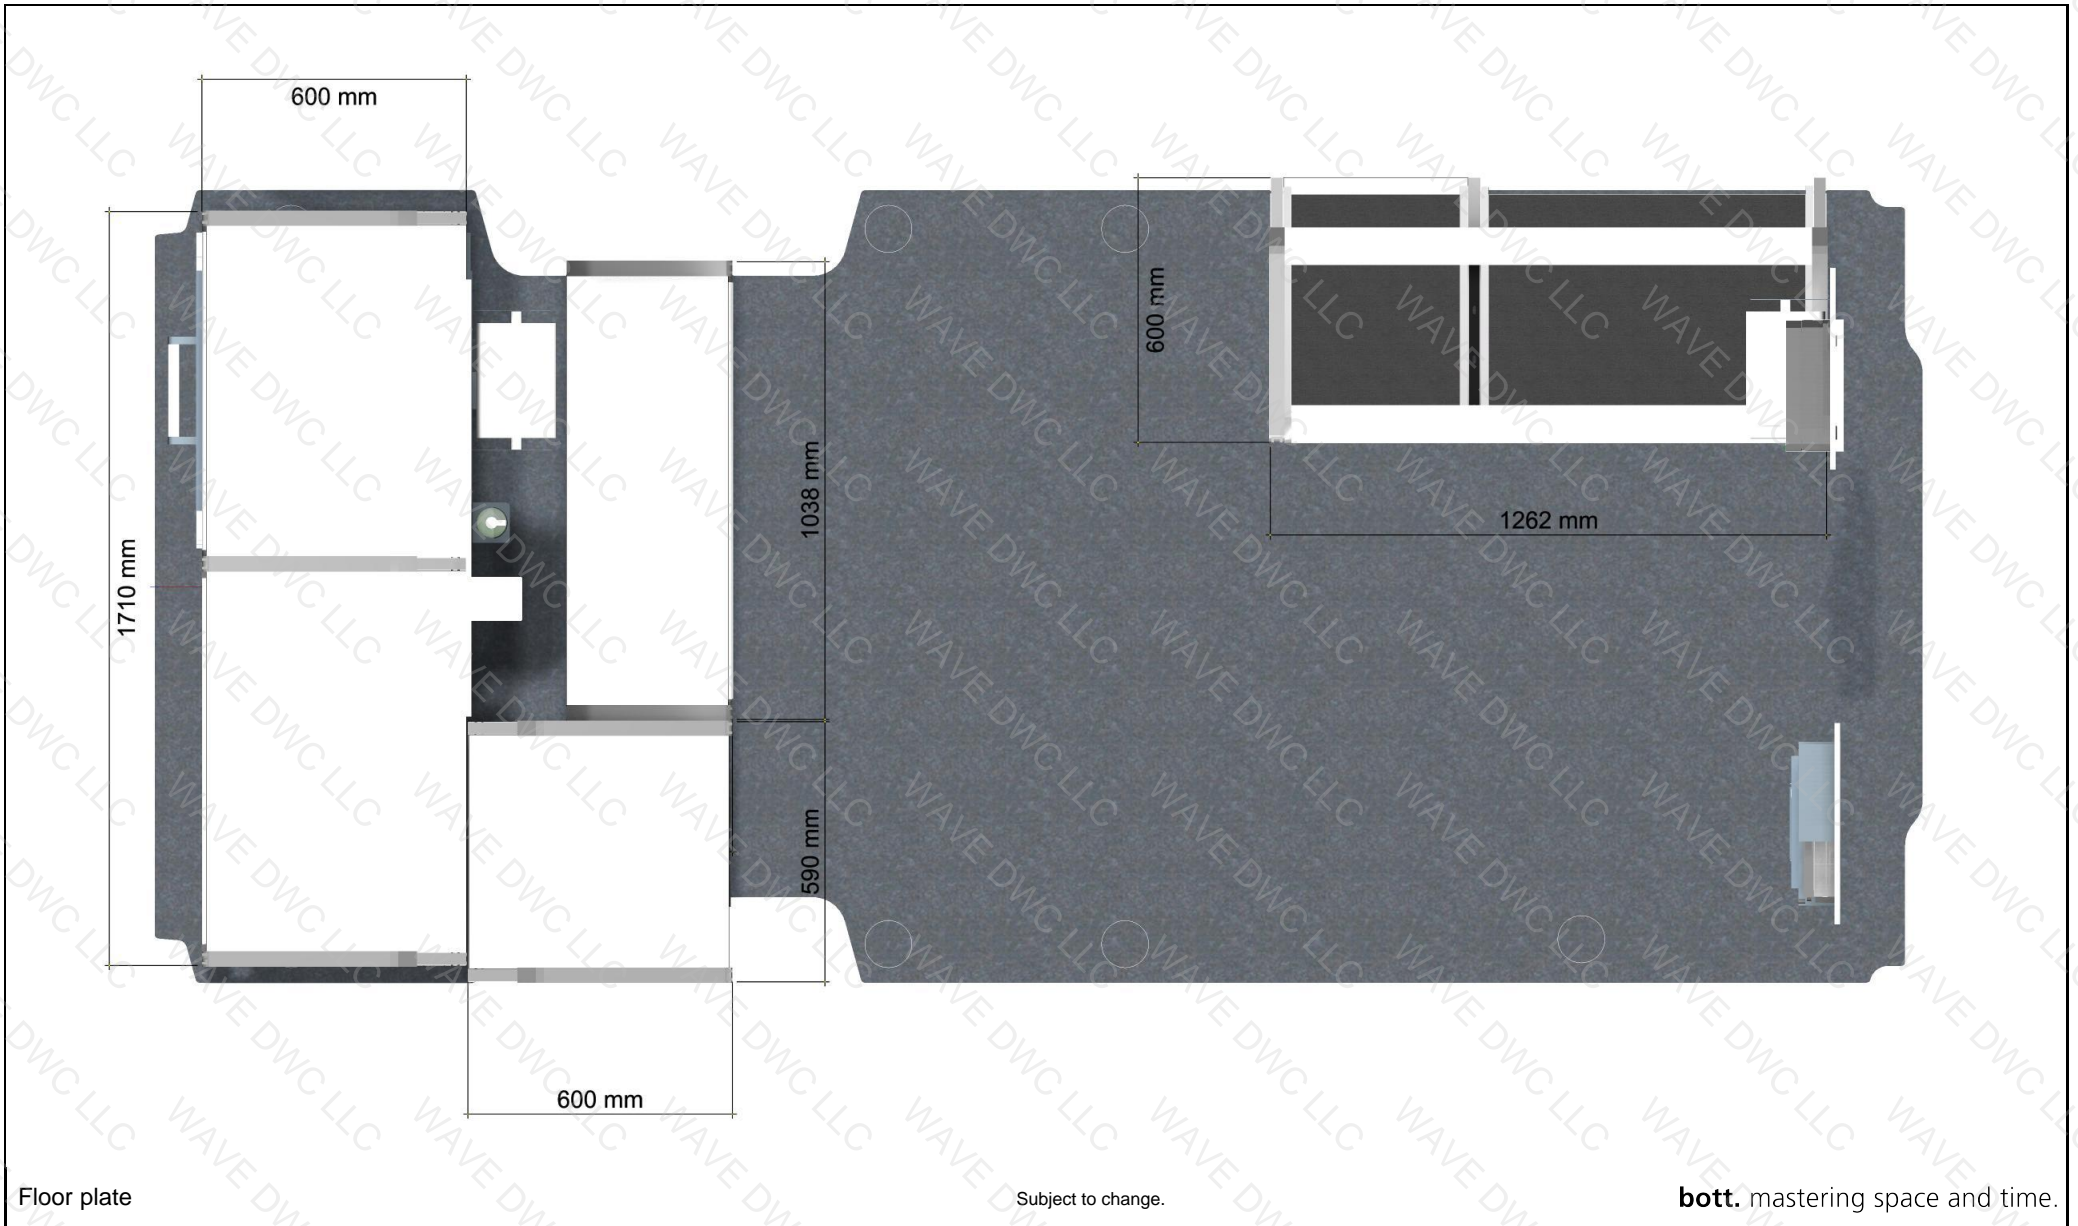 600 mm
600 mm
1710 mm
1038 mm
1262 mm
590 mm
600 mm
Floor plate
Subject to change.
bott. mastering space and time.
WAVE DWC LLC